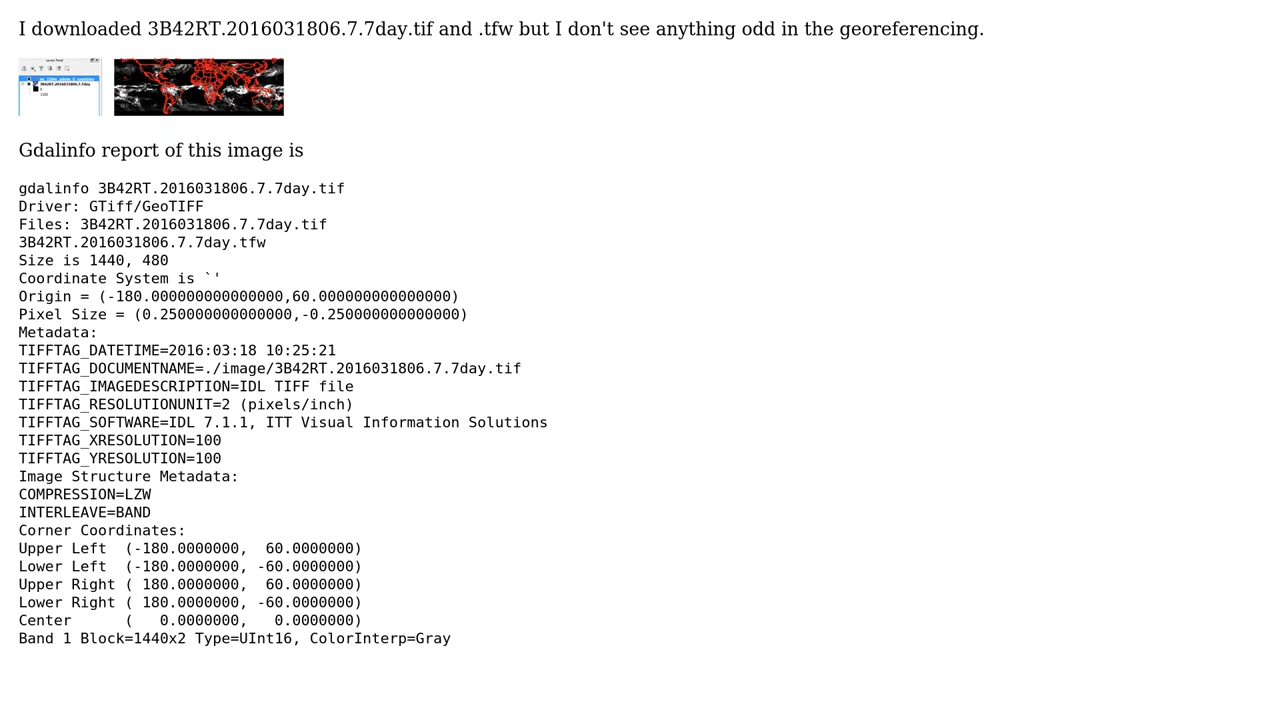 I downloaded 3B42RT.2016031806.7.7day.tif and .tfw but I don't see anything odd in the georeferencing.
3B42RT.2016031806.7.7day
Gdalinfo report of this image is
gdalinfo 3B42RT.2016031806.7.7day.tif
Driver: GTiff/GeoTIFF
Files: 3B42RT.2016031806.7.7day.tif
3B42RT.2016031806.7.7day.tfw
Size is 1440, 480
Coordinate System is `'
Origin = (-180.000000000000000,60.000000000000000)
Pixel Size = (0.250000000000000,-0.250000000000000)
Metadata:
TIFFTAG_DATETIME=2016:03:18 10:25:21
TIFFTAG_DOCUMENTNAME=./image/3B42RT.2016031806.7.7day.tif
TIFFTAG_IMAGEDESCRIPTION=IDL TIFF file
TIFFTAG_RESOLUTIONUNIT=2 (pixels/inch)
TIFFTAG_SOFTWARE=IDL 7.1.1, ITT Visual Information Solutions
TIFFTAG_XRESOLUTION=100
TIFFTAG_YRESOLUTION=100
Image Structure Metadata:
COMPRESSION=LZW
INTERLEAVE=BAND
Corner Coordinates:
Upper Left  (-180.0000000,  60.0000000)
Lower Left  (-180.0000000, -60.0000000)
Upper Right ( 180.0000000,  60.0000000)
Lower Right ( 180.0000000, -60.0000000)
Center      (   0.0000000,   0.0000000)
Band 1 Block=1440x2 Type=UInt16, ColorInterp=Gray